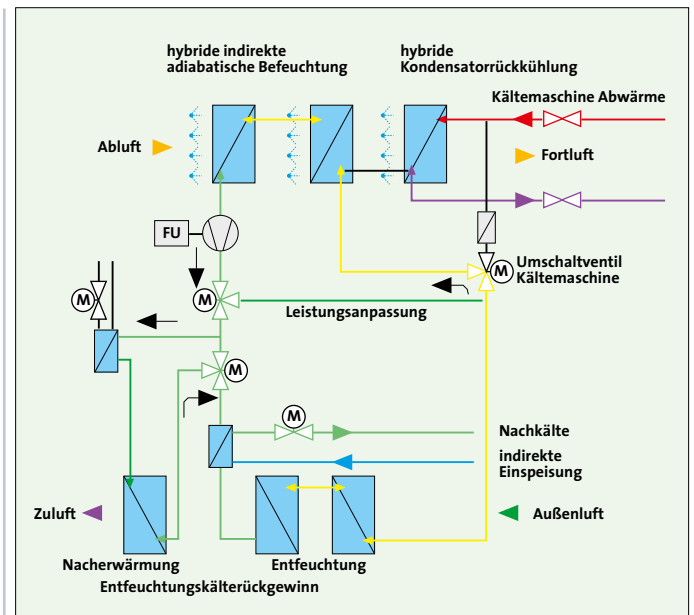 hybride indirekte
adiabatische Befeuchtung
hybride
Kondensatorrückkühlung
Kältemaschine Abwärme
Abluft
Fortluft
FU
Umschaltventil
Kältemaschine
M
M
M
Leistungsanpassung
M
M
Nachkälte
indirekte
Einspeisung
Zuluft
Außenluft
Nacherwärmung
Entfeuchtung
Entfeuchtungskälterückgewinn